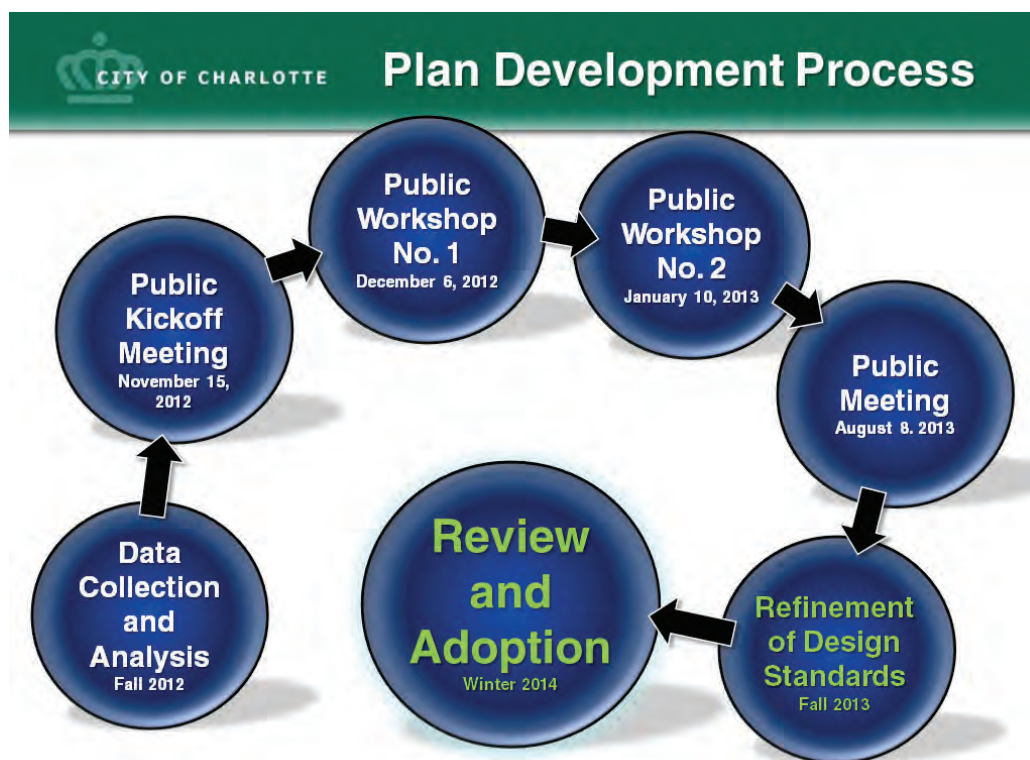 CITY OF CHARLOTTE
Plan Development Process
Data
Collection
and
Analysis
Fall 2012
Public
Kickoff
Meeting
November 15,
2012
Public
Workshop
No. 1
December 6, 2012
Public
Workshop
No. 2
January 10, 2013
Public
Meeting
August 8. 2013
Refinement
of Design
Standards
Fall 2013
Review
and
Adoption
Winter 2014